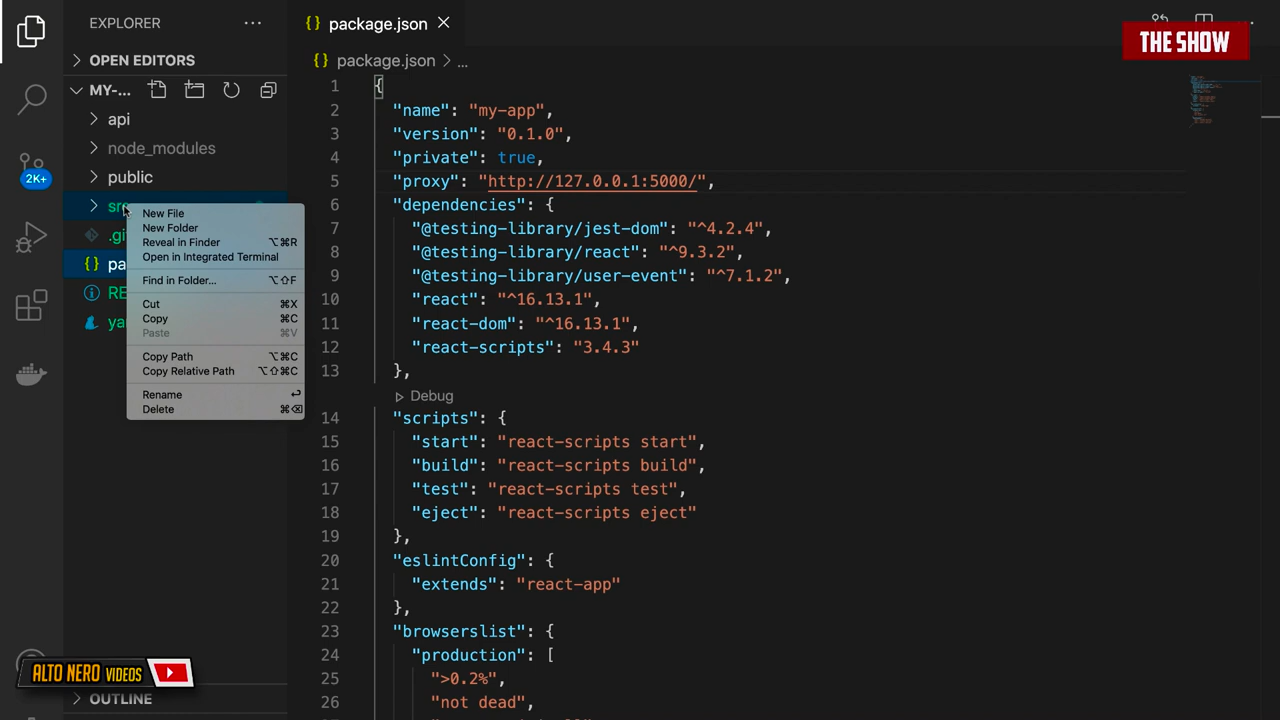 EXPLORER
package.json
THE SHOW
OPEN EDITORS
package.json > ...
MY-...
api
node_modules
public
2K+
New File
New Folder
Reveal in Finder ⌥⌘R
Open in Integrated Terminal
Find in Folder... ⌥⇧F
Cut ⌘X
Copy ⌘C
Paste ⌘V
Copy Path ⌥⌘C
Copy Relative Path ⌥⇧⌘C
Rename
Delete
1 {
2 "name": "my-app",
3 "version": "0.1.0",
4 "private": true,
5 "proxy": "http://127.0.0.1:5000/",
6 "dependencies": {
7 "@testing-library/jest-dom": "^4.2.4",
8 "@testing-library/react": "^9.3.2",
9 "@testing-library/user-event": "^7.1.2",
10 "react": "^16.13.1",
11 "react-dom": "^16.13.1",
12 "react-scripts": "3.4.3"
13 },
Debug
14 "scripts": {
15 "start": "react-scripts start",
16 "build": "react-scripts build",
17 "test": "react-scripts test",
18 "eject": "react-scripts eject"
19 },
20 "eslintConfig": {
21 "extends": "react-app"
22 },
23 "browserslist": {
24 "production": [
25 ">0.2%",
26 "not dead",
ALTO NERO VIDEOS
OUTLINE